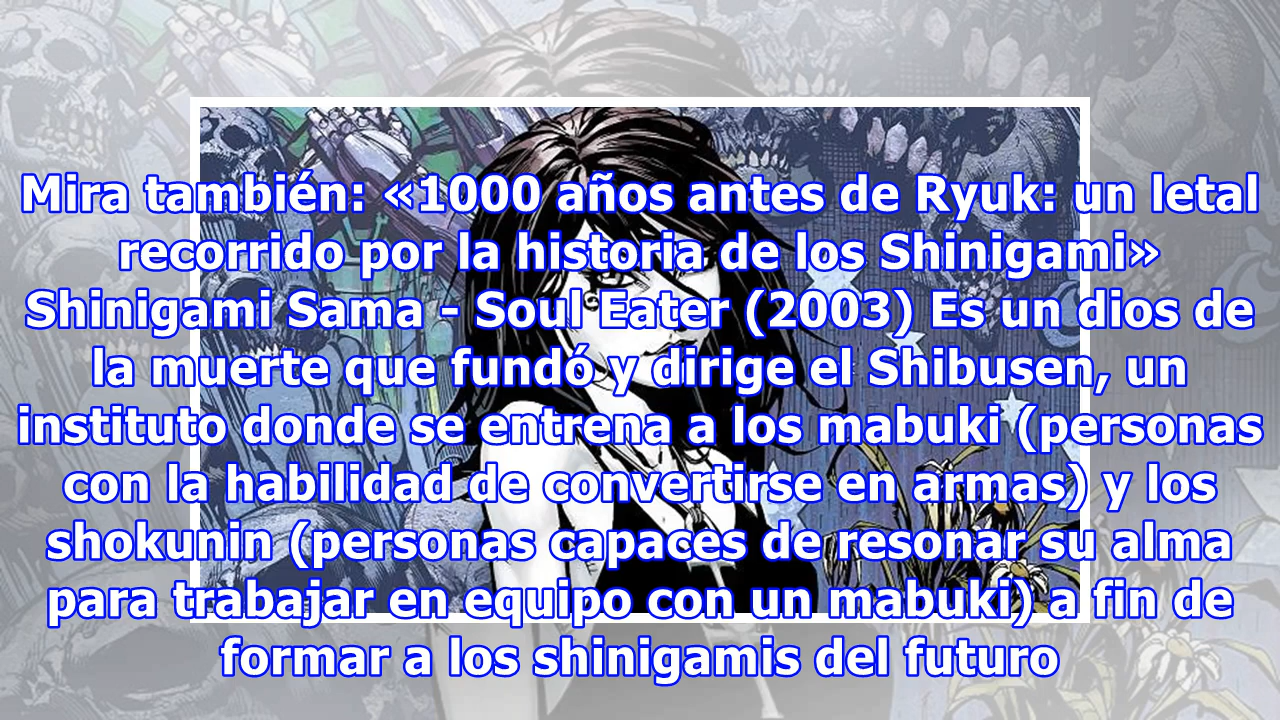 Mira también: «1000 años antes de Ryuk: un letal
recorrido por la historia de los Shinigami»
Shinigami Sama - Soul Eater (2003) Es un dios de
la muerte que fundó y dirige el Shibusen, un
instituto donde se entrena a los mabuki (personas
con la habilidad de convertirse en armas) y los
shokunin (personas capaces de resonar su alma
para trabajar en equipo con un mabuki) a fin de
formar a los shinigamis del futuro